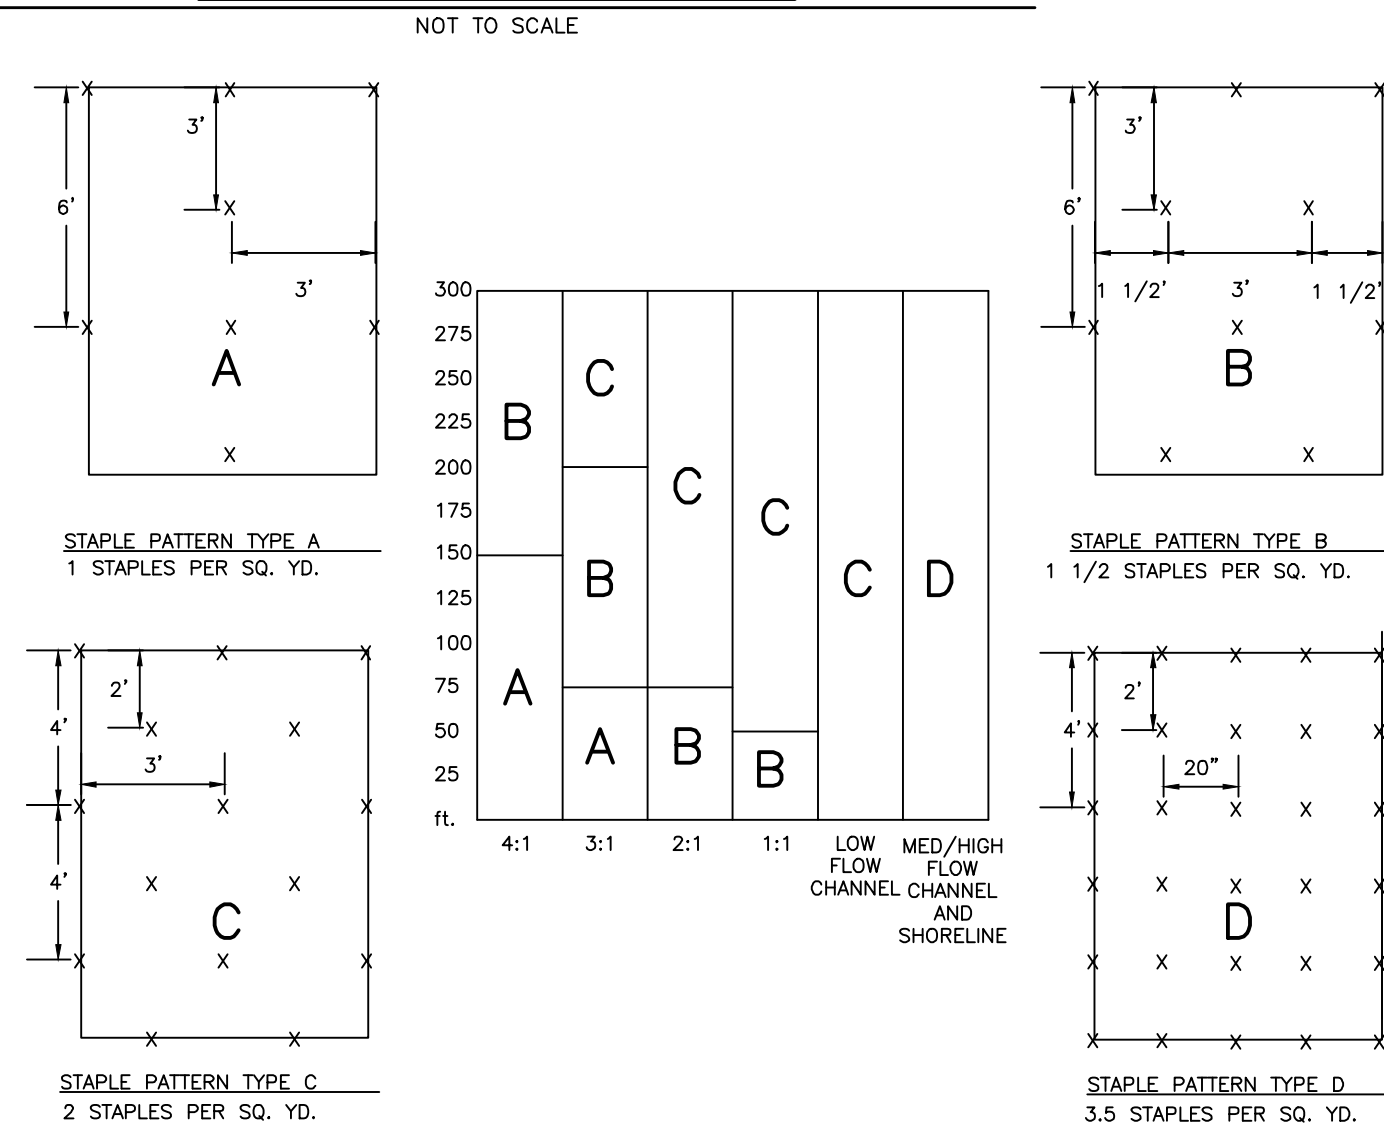 NOT TO SCALE
3'
6'
3'
A
STAPLE PATTERN TYPE A
1 STAPLES PER SQ. YD.
3'
6'
1 1/2' 3' 1 1/2'
B
STAPLE PATTERN TYPE B
1 1/2 STAPLES PER SQ. YD.
300
275
250
225
200
175
150
125
100
75
50
25
ft.
B
A
C
B
A
C
B
C
B
C
D
4:1 3:1 2:1 1:1
LOW
FLOW
CHANNEL
MED/HIGH
FLOW
CHANNEL
AND
SHORELINE
2'
4'
3'
4'
C
STAPLE PATTERN TYPE C
2 STAPLES PER SQ. YD.
2'
4'
20"
D
STAPLE PATTERN TYPE D
3.5 STAPLES PER SQ. YD.